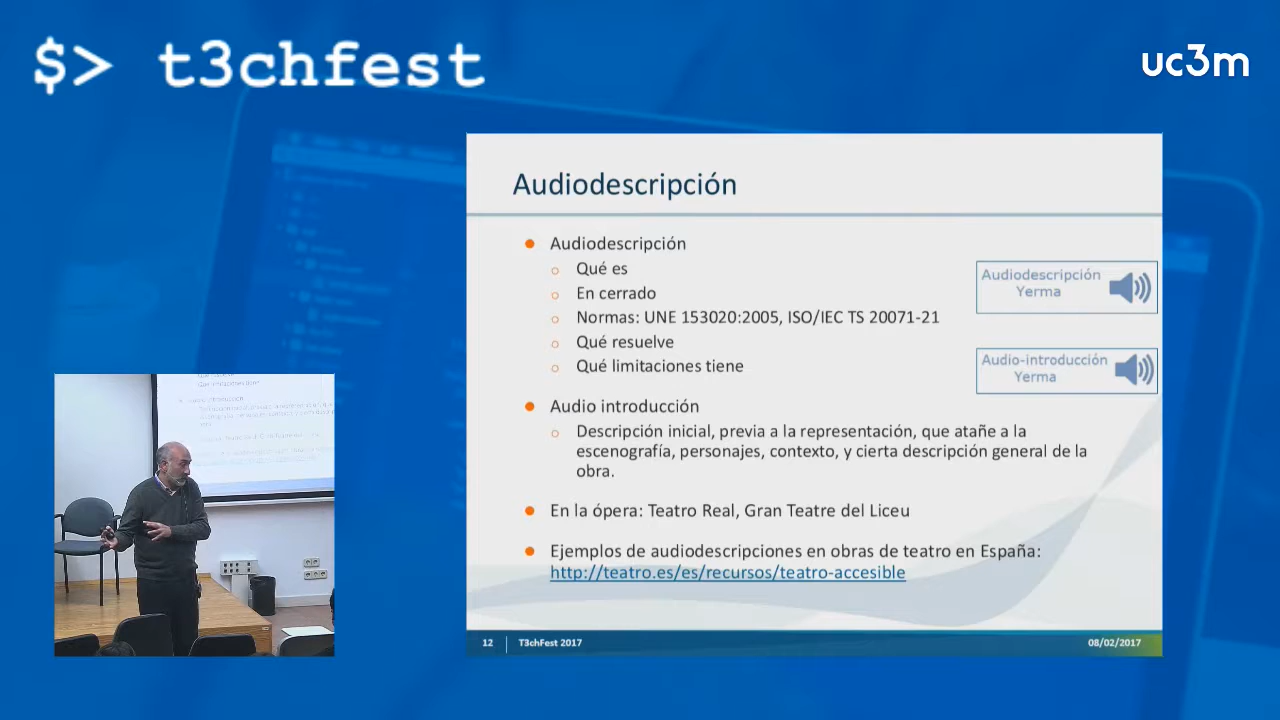 $> t3chfest
uc3m
Audiodescripción
Audiodescripción
Qué es
En cerrado
Normas: UNE 153020:2005, ISO/IEC TS 20071-21
Qué resuelve
Qué limitaciones tiene
Audiodescripción
Yerma
Audio-introducción
Yerma
Audio introducción
Descripción inicial, previa a la representación, que atañe a la
escenografía, personajes, contexto, y cierta descripción general de la
obra.
En la ópera: Teatro Real, Gran Teatre del Liceu
Ejemplos de audiodescripciones en obras de teatro en España:
http://teatro.es/es/recursos/teatro-accesible
12
T3chFest 2017
08/02/2017